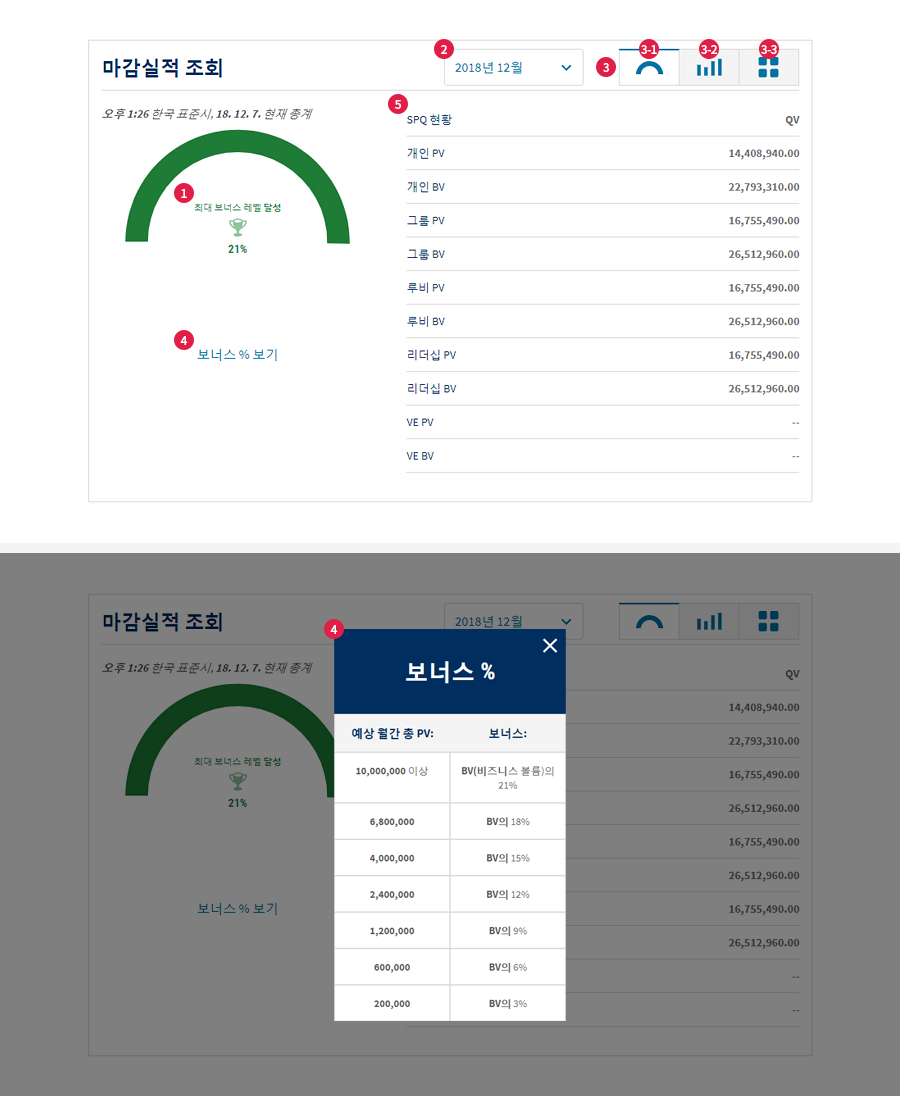 마감실적 조회
2
2018년 12월
3
3-1
3-2
3-3
오후 1:26 한국 표준시, 18. 12. 7. 현재 총계
1
최대 보너스 레벨 달성
21%
4
보너스 % 보기
5
SPQ 현황 QV
개인 PV 14,408,940.00
개인 BV 22,793,310.00
그룹 PV 16,755,490.00
그룹 BV 26,512,960.00
루비 PV 16,755,490.00
루비 BV 26,512,960.00
리더십 PV 16,755,490.00
리더십 BV 26,512,960.00
VE PV --
VE BV --
마감실적 조회
2018년 12월
오후 1:26 한국 표준시, 18. 12. 7. 현재 총계
최대 보너스 레벨 달성
21%
보너스 % 보기
QV
14,408,940.00
22,793,310.00
16,755,490.00
26,512,960.00
16,755,490.00
26,512,960.00
16,755,490.00
26,512,960.00
--
--
4
보너스 %
예상 월간 총 PV: 보너스:
10,000,000 이상 BV(비즈니스 볼륨)의
21%
6,800,000 BV의 18%
4,000,000 BV의 15%
2,400,000 BV의 12%
1,200,000 BV의 9%
600,000 BV의 6%
200,000 BV의 3%